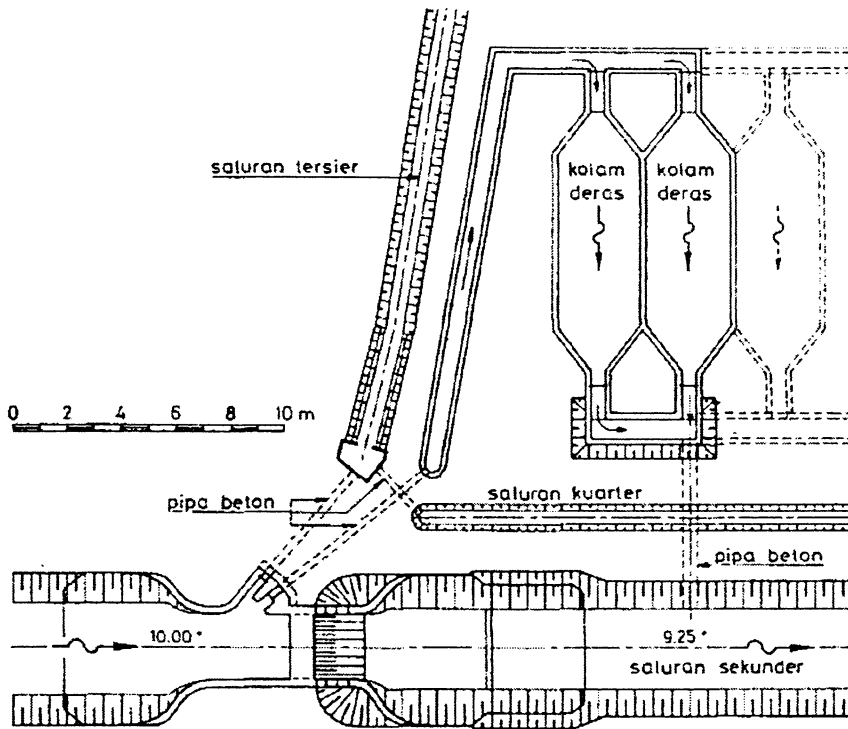 saluran tersier
kolam
deras
kolam
deras
0 2 4 6 8 10 m
pipa beton
saluran kuarter
pipa beton
10.00 +
9.25 +
saluran sekunder